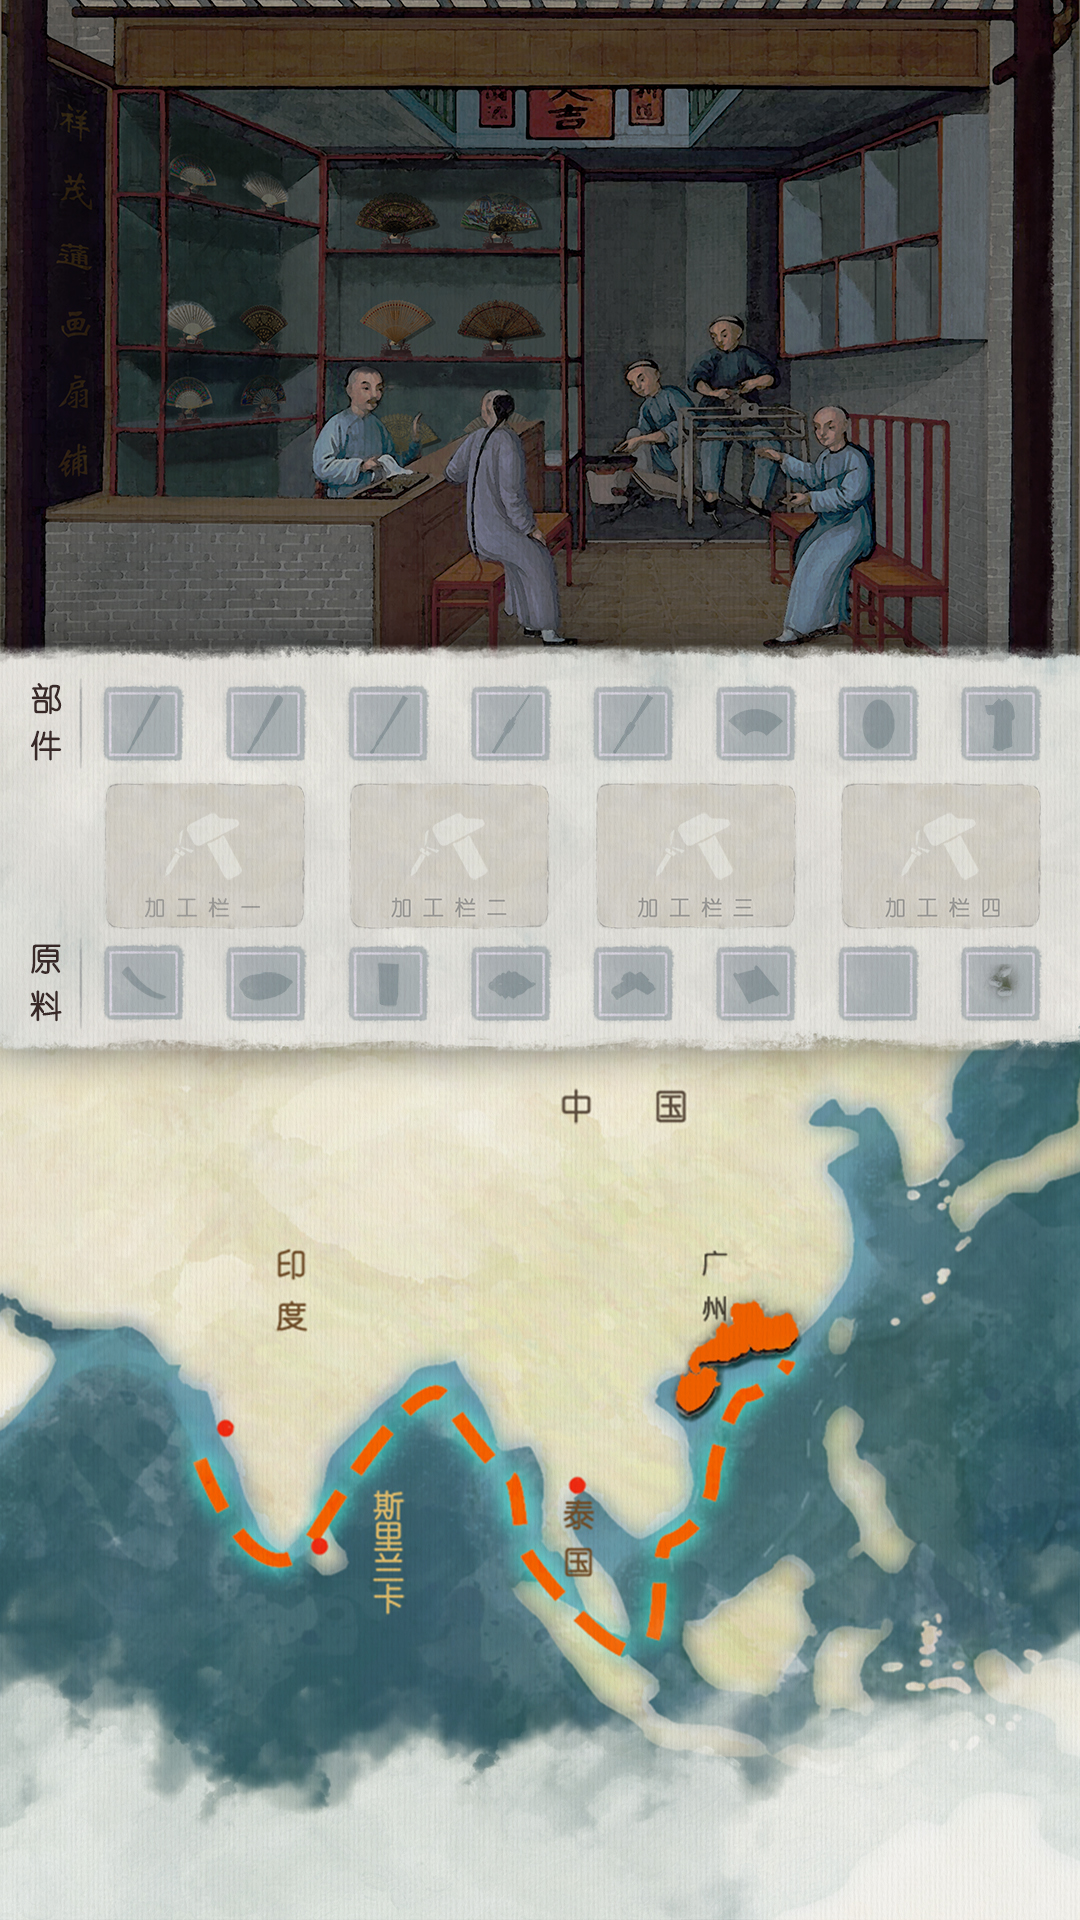 大吉
祥茂蓮画扇铺
部件
加工栏一
加工栏二
加工栏三
加工栏四
原料
中国
印度
广州
斯里兰卡
泰国